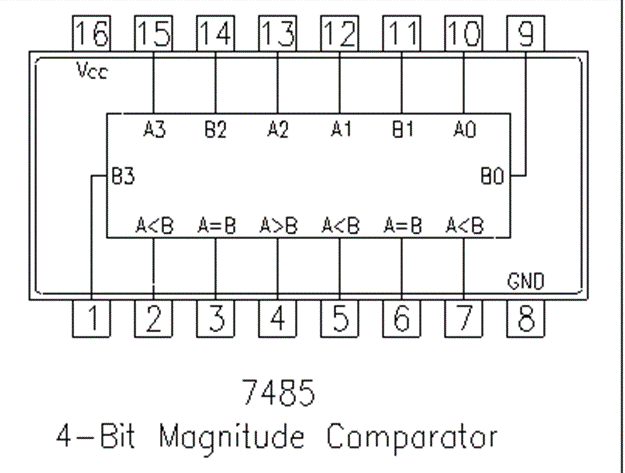 16 15 14 13 12 11 10 9
Vcc
A3 B2 A2 A1 B1 A0
B3 B0
A<B A=B A>B A<B A=B A<B
GND
1 2 3 4 5 6 7 8
7485
4-Bit Magnitude Comparator